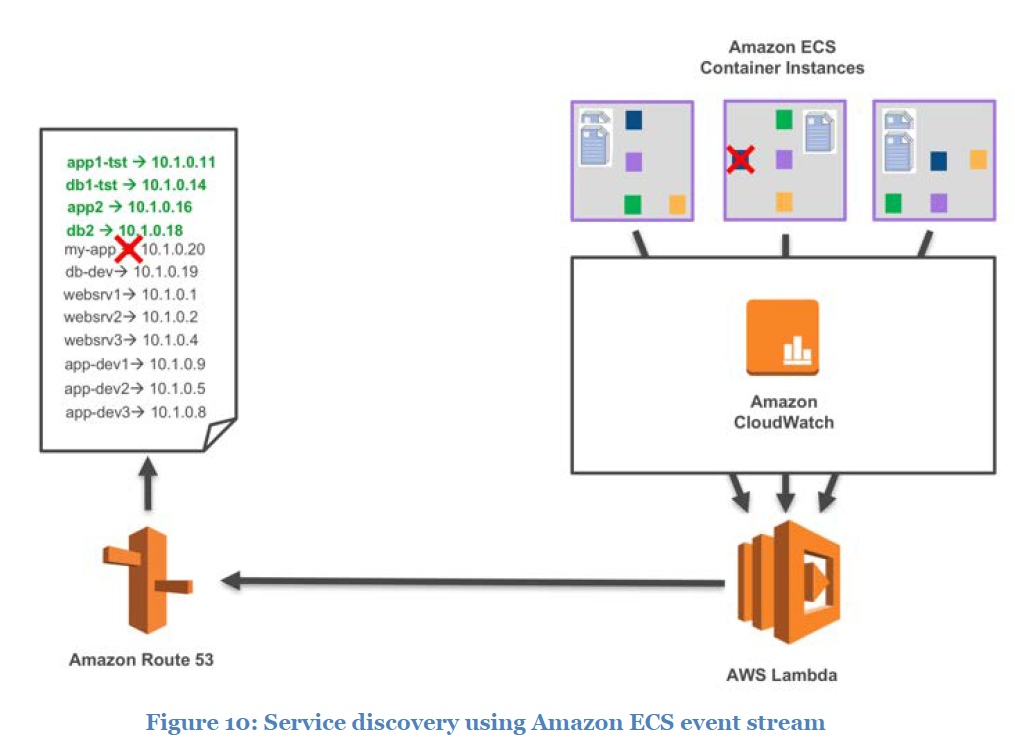 Amazon ECS
Container Instances
app1-tst → 10.1.0.11
db1-tst → 10.1.0.14
app2 → 10.1.0.16
db2 → 10.1.0.18
my-app 10.1.0.20
db-dev→ 10.1.0.19
websrv1→ 10.1.0.1
websrv2→ 10.1.0.2
websrv3→ 10.1.0.4
app-dev1→ 10.1.0.9
app-dev2→ 10.1.0.5
app-dev3→ 10.1.0.8
Amazon
CloudWatch
Amazon Route 53
AWS Lambda
Figure 10: Service discovery using Amazon ECS event stream